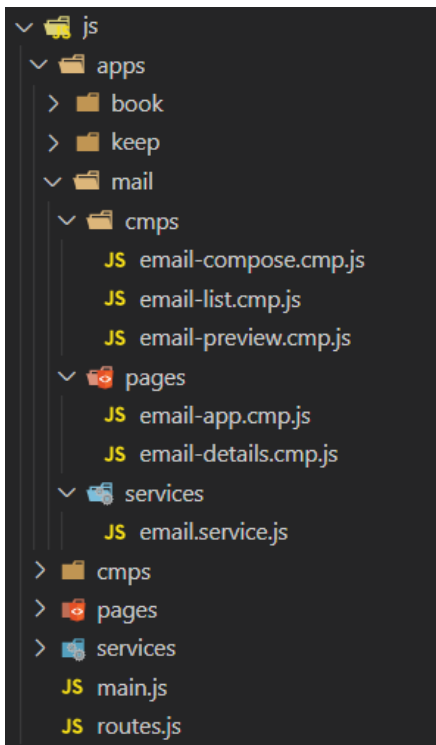 js
apps
book
keep
mail
cmps
JS email-compose.cmp.js
JS email-list.cmp.js
JS email-preview.cmp.js
pages
JS email-app.cmp.js
JS email-details.cmp.js
services
JS email.service.js
cmps
pages
services
JS main.js
JS routes.js